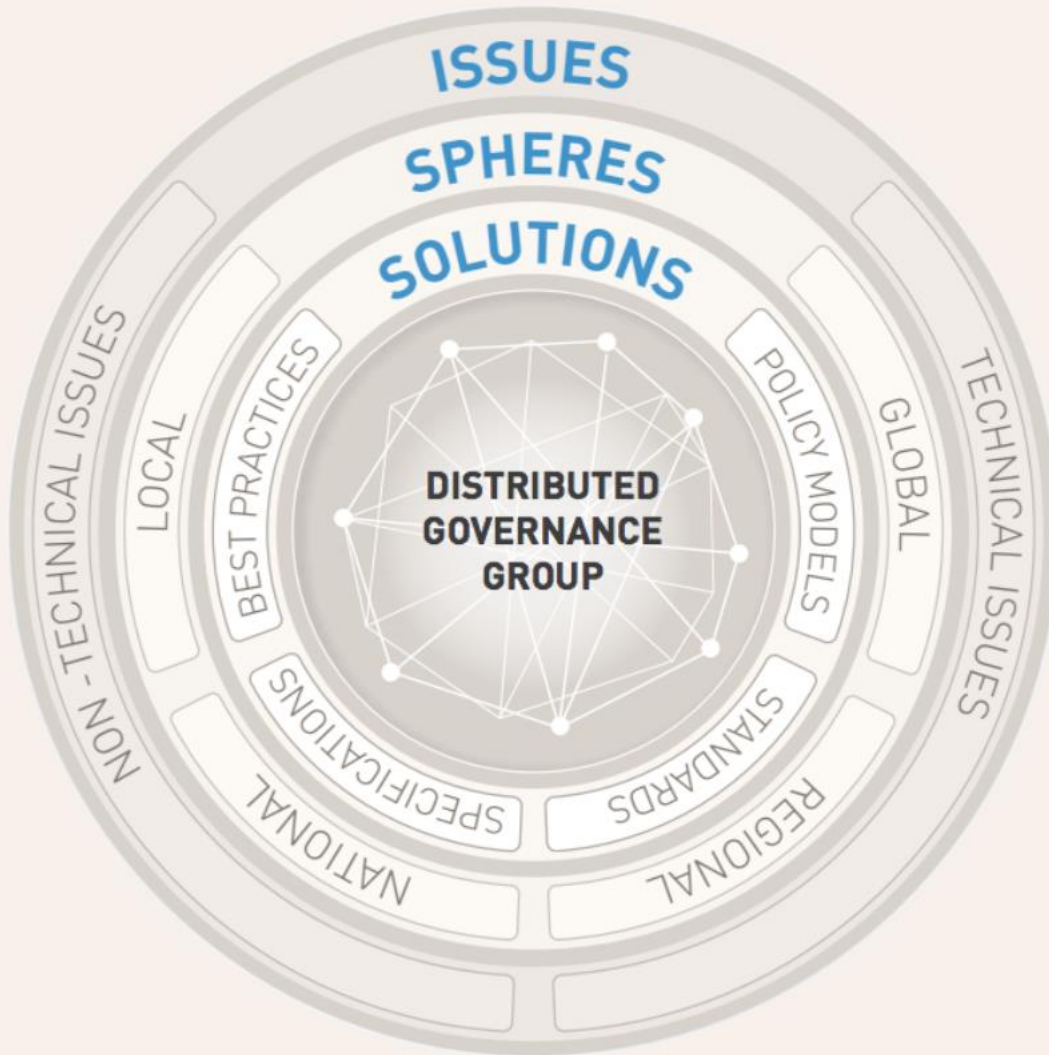 ISSUES
SPHERES
SOLUTIONS
NON -TECHNICAL ISSUES
TECHNICAL ISSUES
LOCAL
GLOBAL
NATIONAL
REGIONAL
BEST PRACTICES
POLICY MODELS
SPECIFICATIONS
STANDARDS
DISTRIBUTED
GOVERNANCE
GROUP